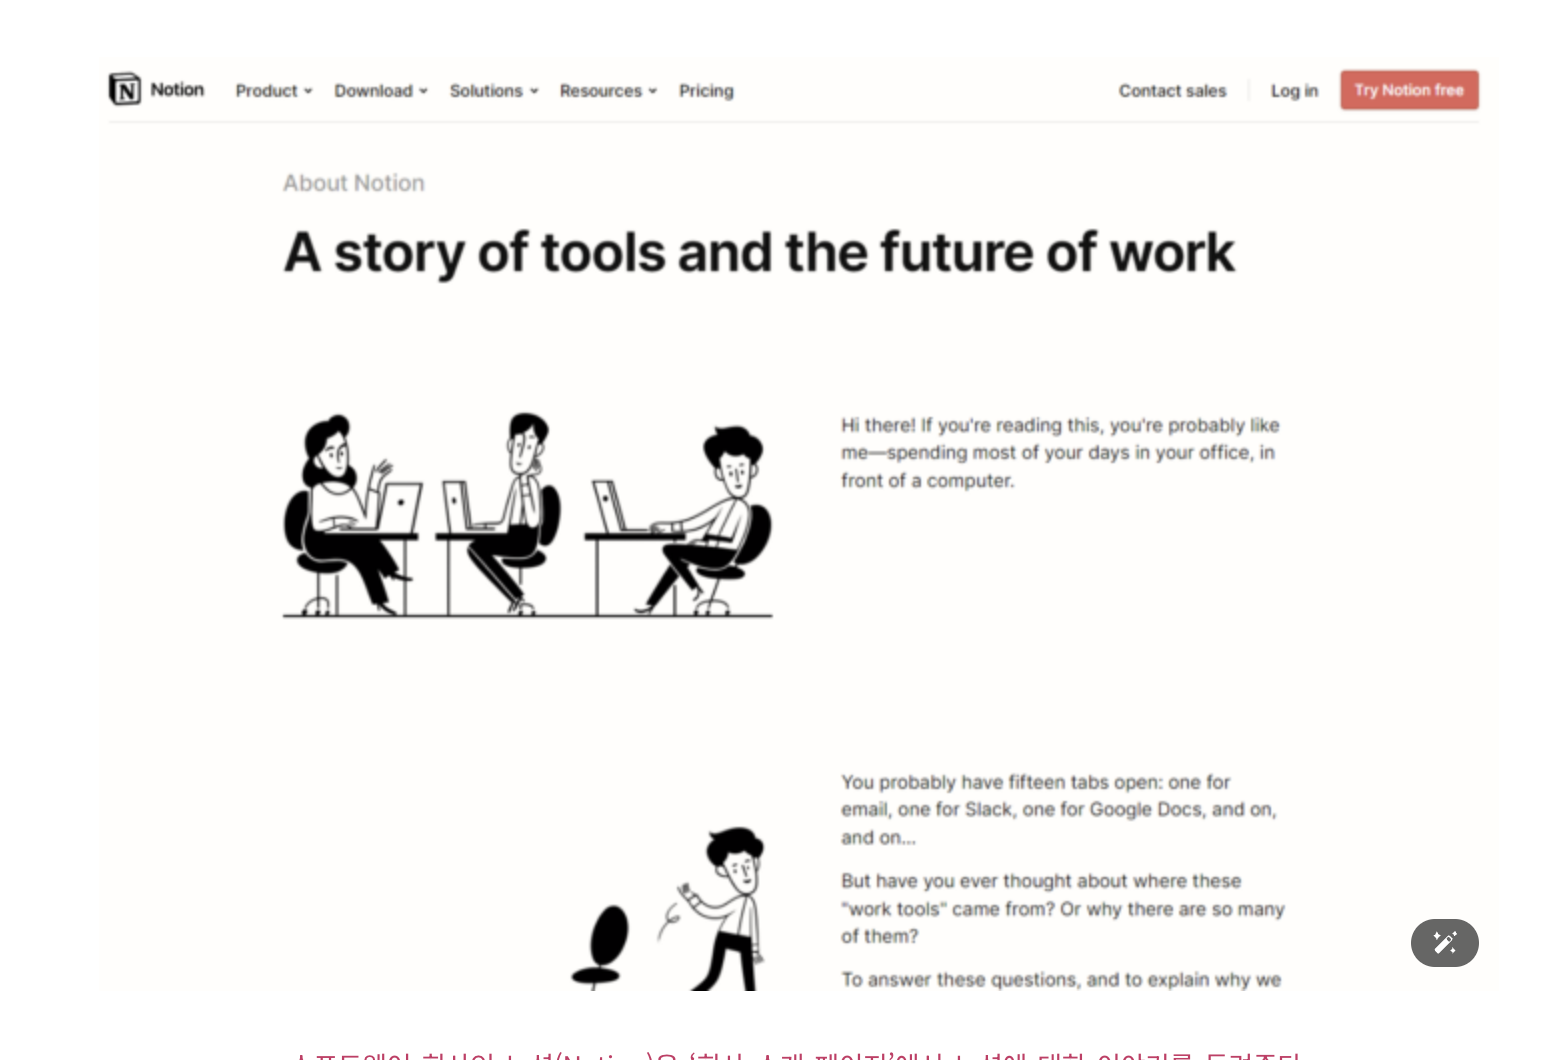 Notion Product Download Solutions Resources Pricing Contact sales Log in Try Notion free
About Notion
A story of tools and the future of work
Hi there! If you're reading this, you're probably like
me—spending most of your days in your office, in
front of a computer.
You probably have fifteen tabs open: one for
email, one for Slack, one for Google Docs, and on,
and on...
But have you ever thought about where these
"work tools" came from? Or why there are so many
of them?
To answer these questions, and to explain why we